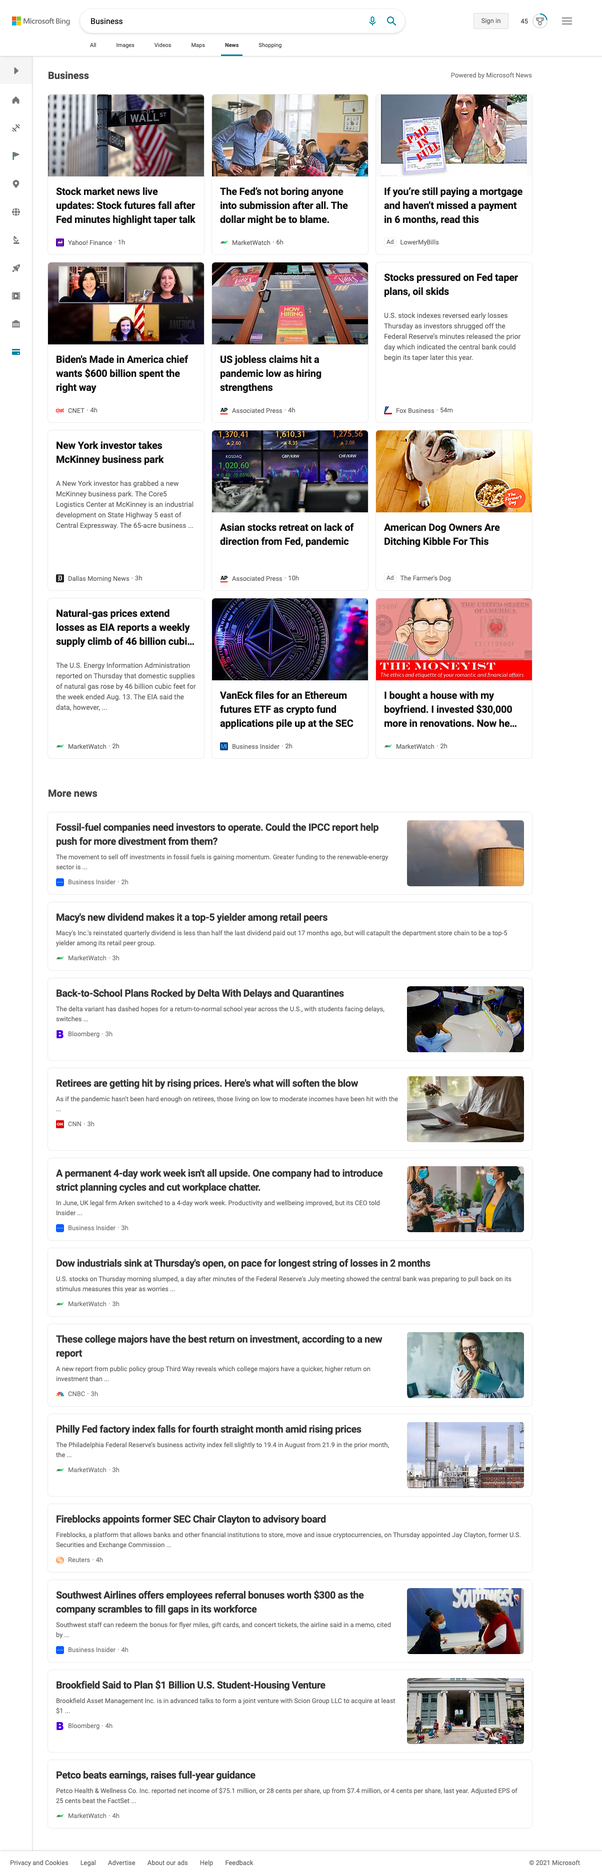 Microsoft Bing
Business
Sign in
45
All Images Videos Maps News Shopping
Business
Powered by Microsoft News
WALL ST
Stock market news live
updates: Stock futures fall after
Fed minutes highlight taper talk
Yahoo! Finance · 1h
The Fed's not boring anyone
into submission after all. The
dollar might to be blame.
MarketWatch · 6h
PAID
IN
FULL
If you're still paying a mortgage
and haven't missed a payment
in 6 months, read this
Ad LowerMyBills
AMERICA
Biden's Made in America chief
wants $600 billion spent the
right way
CNET · 4h
NOW
HIRING
US jobless claims hit a
pandemic low as hiring
strengthens
AP Associated Press · 4h
Stocks pressured on Fed taper
plans, oil skids
U.S. stock indexes reversed early losses
Thursday as investors shrugged off the
Federal Reserve's minutes released the prior
day which indicated the central bank could
begin its taper later this year.
Fox Business · 54m
New York investor takes
McKinney business park
A New York investor has grabbed a new
McKinney business park. The Core5
Logistics Center at McKinney is an industrial
development on State Highway 5 east of
Central Expressway. The 65-acre business ...
Dallas Morning News · 3h
1,370.41 1,610.31 1,275.56
KOSDAQ GBP/KRW CHF/KRW
1,020.60
Asian stocks retreat on lack of
direction from Fed, pandemic
AP Associated Press · 10h
The
Farmer's
Dog
American Dog Owners Are
Ditching Kibble For This
Ad The Farmer's Dog
Natural-gas prices extend
losses as EIA reports a weekly
supply climb of 46 billion cubi...
The U.S. Energy Information Administration
reported on Thursday that domestic supplies
of natural gas rose by 46 billion cubic feet for
the week ended Aug. 13. The EIA said the
data, however, ...
MarketWatch · 2h
VanEck files for an Ethereum
futures ETF as crypto fund
applications pile up at the SEC
Business Insider · 2h
THE MONEYIST
The ethics and etiquette of your romantic and financial affairs
I bought a house with my
boyfriend. I invested $30,000
more in renovations. Now he...
MarketWatch · 2h
More news
Fossil-fuel companies need investors to operate. Could the IPCC report help
push for more divestment from them?
The movement to sell off investments in fossil fuels is gaining momentum. Greater funding to the renewable-energy
sector is ...
Business Insider · 2h
Macy's new dividend makes it a top-5 yielder among retail peers
Macy's Inc.'s reinstated quarterly dividend is less than half the last dividend paid out 17 months ago, but will catapult the department store chain to be a top-5
yielder among its retail peer group.
MarketWatch · 3h
Back-to-School Plans Rocked by Delta With Delays and Quarantines
The delta variant has dashed hopes for a return-to-normal school year across the U.S., with students facing delays,
switches ...
B Bloomberg · 3h
Retirees are getting hit by rising prices. Here's what will soften the blow
As if the pandemic hasn't been hard enough on retirees, those living on low to moderate incomes have been hit with the
...
CNN · 3h
A permanent 4-day work week isn't all upside. One company had to introduce
strict planning cycles and cut workplace chatter.
In June, UK legal firm Arken switched to a 4-day work week. Productivity and wellbeing improved, but its CEO told
Insider ...
Business Insider · 3h
Dow industrials sink at Thursday's open, on pace for longest string of losses in 2 months
U.S. stocks on Thursday morning slumped, a day after minutes of the Federal Reserve's July meeting showed the central bank was preparing to pull back on its
stimulus measures this year as worries ...
MarketWatch · 3h
These college majors have the best return on investment, according to a new
report
A new report from public policy group Third Way reveals which college majors have a quicker, higher return on
investment than ...
CNBC · 3h
Philly Fed factory index falls for fourth straight month amid rising prices
The Philadelphia Federal Reserve's business activity index fell slightly to 19.4 in August from 21.9 in the prior month,
the ...
MarketWatch · 3h
Fireblocks appoints former SEC Chair Clayton to advisory board
Fireblocks, a platform that allows banks and other financial institutions to store, move and issue cryptocurrencies, on Thursday appointed Jay Clayton, former U.S.
Securities and Exchange Commission ...
Reuters · 4h
Southwest Airlines offers employees referral bonuses worth $300 as the
company scrambles to fill gaps in its workforce
Southwest staff can redeem the bonus for flyer miles, gift cards, and concert tickets, the airline said in a memo, cited
by ...
Business Insider · 4h
Southwest
Brookfield Said to Plan $1 Billion U.S. Student-Housing Venture
Brookfield Asset Management Inc. is in advanced talks to form a joint venture with Scion Group LLC to acquire at least
$1 ...
B Bloomberg · 4h
Petco beats earnings, raises full-year guidance
Petco Health & Wellness Co. Inc. reported net income of $75.1 million, or 28 cents per share, up from $7.4 million, or 4 cents per share, last year. Adjusted EPS of
25 cents beat the FactSet ...
MarketWatch · 4h
Privacy and Cookies Legal Advertise About our ads Help Feedback
© 2021 Microsoft